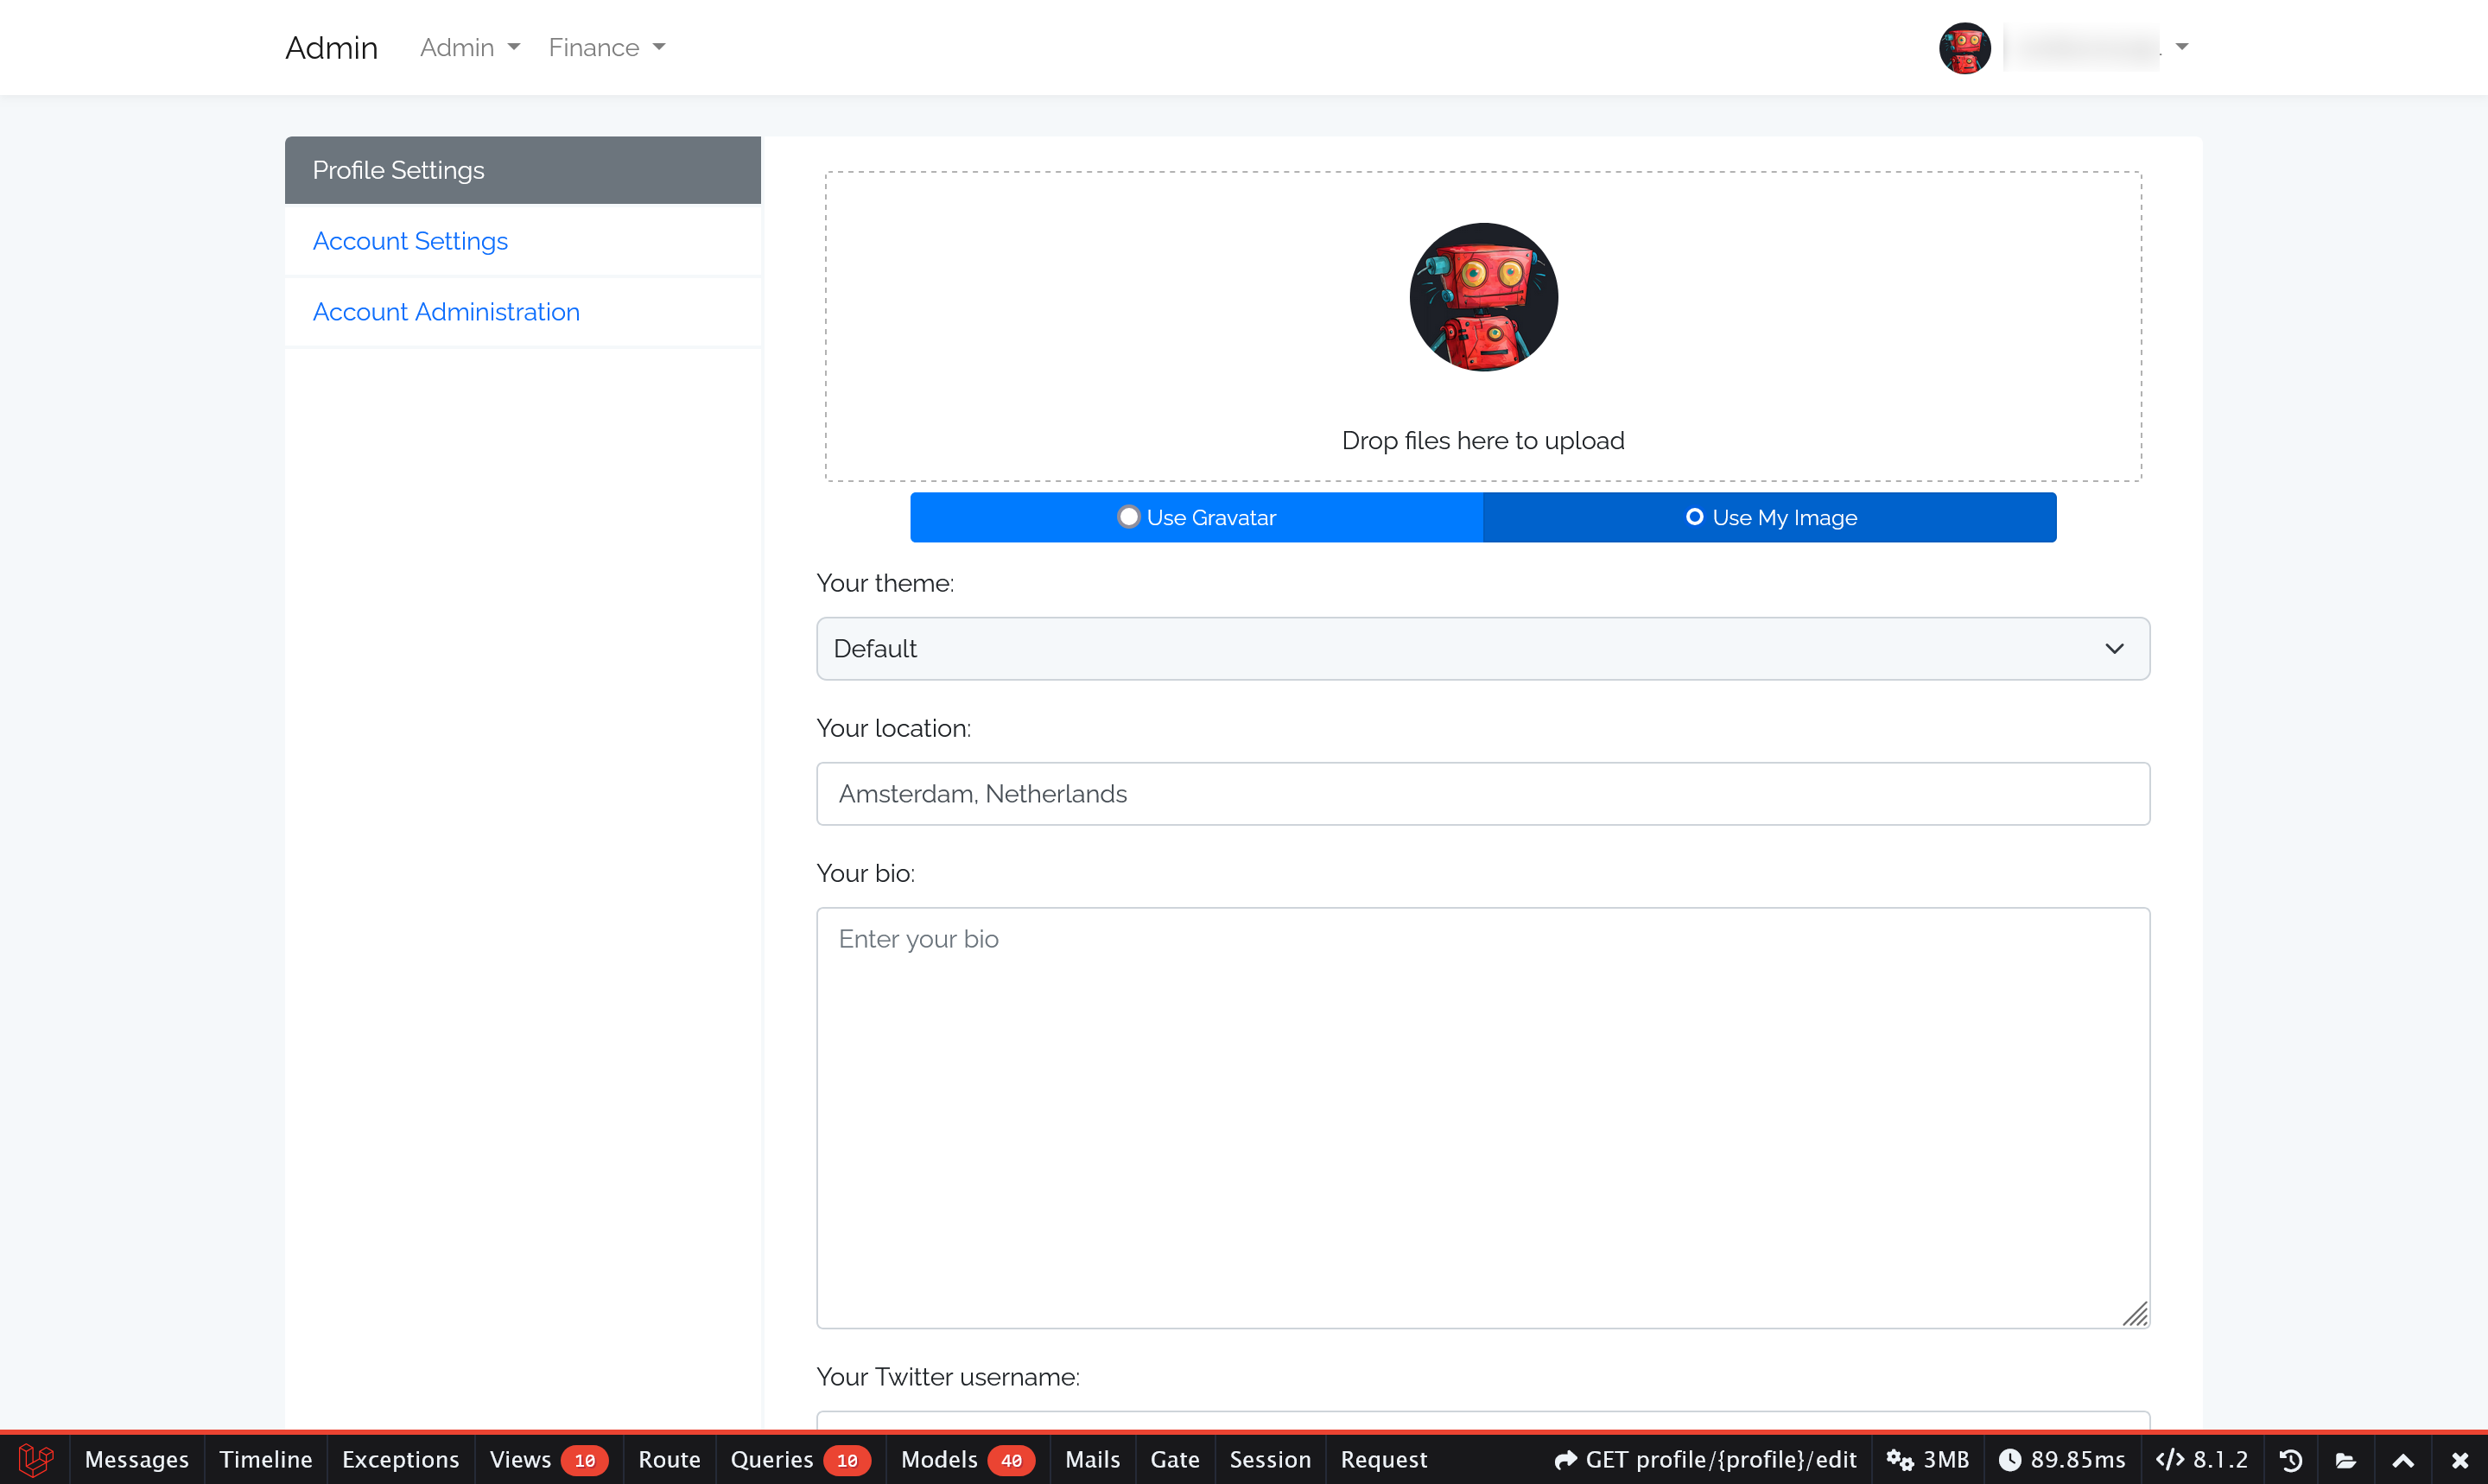 Admin Admin Finance
Profile Settings
Account Settings
Account Administration
Drop files here to upload
Use Gravatar Use My Image
Your theme:
Default
Your location:
Amsterdam, Netherlands
Your bio:
Enter your bio
Your Twitter username:
Messages Timeline Exceptions Views 10 Route Queries 10 Models 40 Mails Gate Session Request GET profile/{profile}/edit 3MB 89.85ms 8.1.2